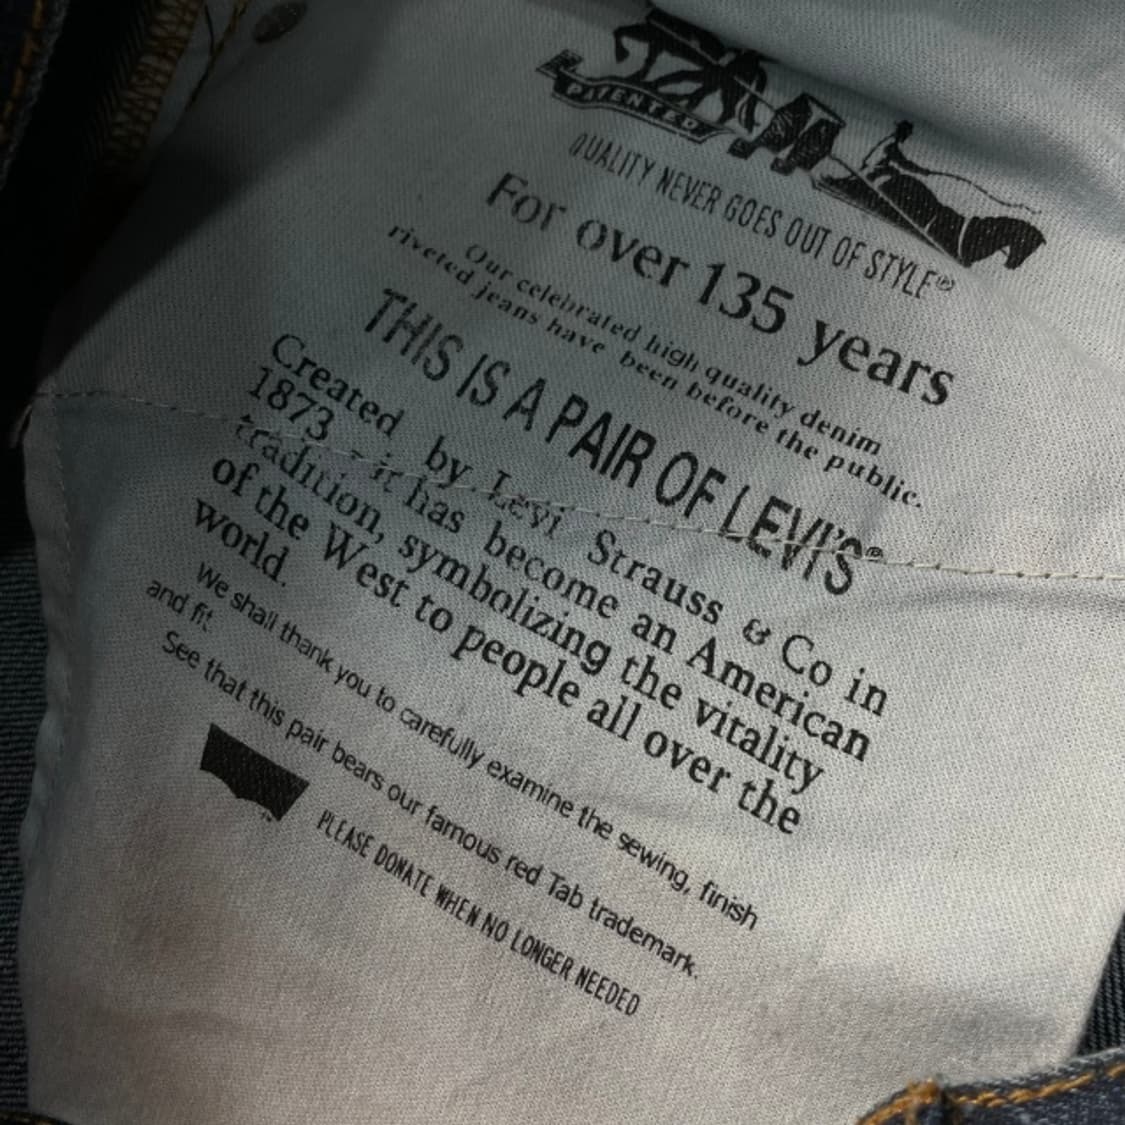 PATENTED
QUALITY NEVER GOES OUT OF STYLE®
For over 135 years
Our celebrated high quality denim
riveted jeans have been before the public.
THIS IS A PAIR OF LEVI'S®
Created by Levi Strauss & Co in
1873 - it has become an American
tradition, symbolizing the vitality
of the West to people all over the
world.
We shall thank you to carefully examine the sewing, finish
and fit.
See that this pair bears our famous red Tab trademark.
PLEASE DONATE WHEN NO LONGER NEEDED